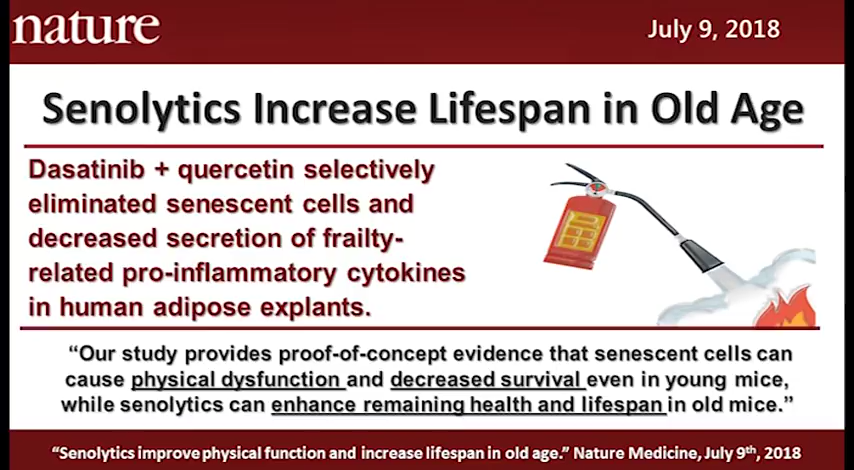 nature
July 9, 2018
Senolytics Increase Lifespan in Old Age
Dasatinib + quercetin selectively
eliminated senescent cells and
decreased secretion of frailty-
related pro-inflammatory cytokines
in human adipose explants.
“Our study provides proof-of-concept evidence that senescent cells can
cause physical dysfunction and decreased survival even in young mice,
while senolytics can enhance remaining health and lifespan in old mice.”
“Senolytics improve physical function and increase lifespan in old age.” Nature Medicine, July 9th, 2018